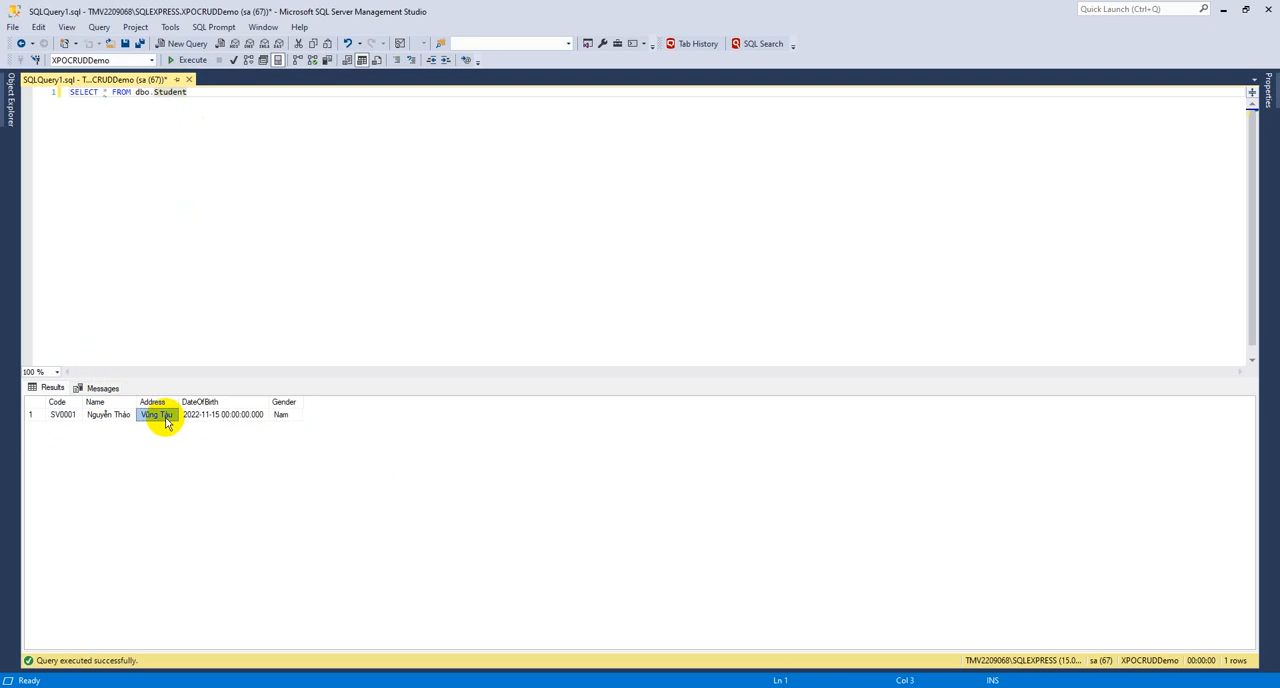 SQLQuery1.sql - TMV2209068\SQLEXPRESS.XPOCRUDDemo (sa (67))* - Microsoft SQL Server Management Studio
Quick Launch (Ctrl+Q)
File Edit View Query Project Tools SQL Prompt Window Help
New Query
Tab History
SQL Search
XPOCRUDDemo
Execute
SQLQuery1.sql - T...CRUDDemo (sa (67))*
Object Explorer
Properties
1 SELECT * FROM dbo.Student
100 %
Results Messages
Code Name Address DateOfBirth Gender
1 SV0001 Nguyễn Thảo Vũng Tàu 2022-11-15 00:00:00.000 Nam
Query executed successfully.
TMV2209068\SQLEXPRESS (15.0... sa (67) XPOCRUDDemo 00:00:00 1 rows
Ready Ln 1 Col 3 INS